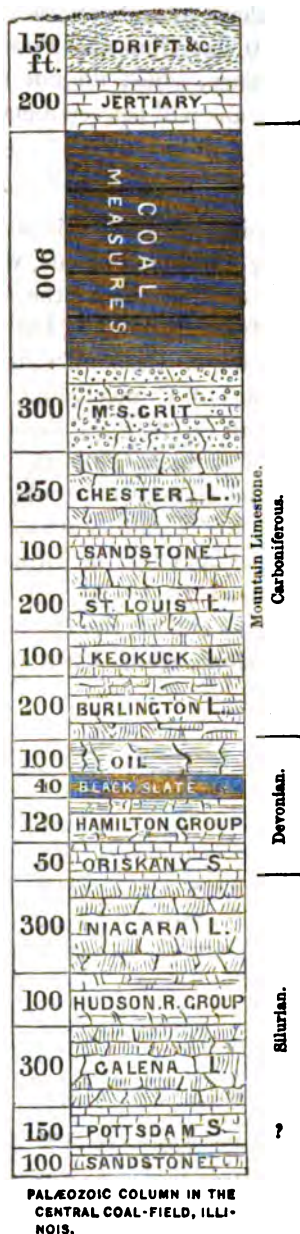 150 ft. DRIFT &C.
200 JERTIARY
900 COAL MEASURES
300 M.S. GRIT
250 CHESTER L.
100 SANDSTONE
200 ST. LOUIS L.
100 KEOKUCK L.
200 BURLINGTON L.
Mountain Limestone.
Carboniferous.
100 OIL
40 BLACK SLATE
120 HAMILTON GROUP
50 ORISKANY S.
Devonian.
300 NIAGARA L.
100 HUDSON.R. GROUP
300 GALENA L.
Silurian.
150 POTTSDAM S.
?
100 SANDSTONE
PALÆOZOIC COLUMN IN THE
CENTRAL COAL-FIELD, ILLI-
NOIS.